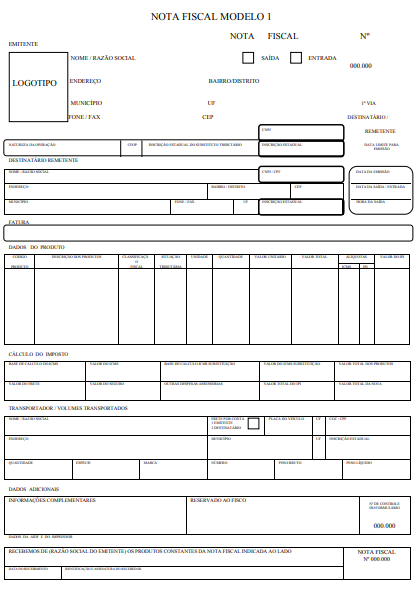 NOTA FISCAL MODELO 1
NOTA FISCAL Nº
EMITENTE
NOME / RAZÃO SOCIAL SAÍDA ENTRADA
000.000
LOGOTIPO ENDEREÇO BAIRRO/DISTRITO
MUNICÍPIO UF 1ª VIA
FONE / FAX CEP DESTINATÁRIO /
CNPJ REMETENTE
NATUREZA DA OPERAÇÃO CFOP INSCRIÇÃO ESTADUAL DO SUBSTITUTO TRIBUTÁRIO INSCRIÇÃO ESTADUAL DATA LIMITE PARA
EMISSÃO
DESTINATÁRIO REMETENTE
NOME / RAZÃO SOCIAL CNPJ / CPF DATA DA EMISSÃO
ENDEREÇO BAIRRO / DISTRITO CEP DATA DA SAÍDA / ENTRADA
MUNICÍPIO FONE / FAX UF INSCRIÇÃO ESTADUAL HORA DA SAÍDA
FATURA
DADOS DO PRODUTO
CÓDIGO DESCRIÇÃO DOS PRODUTOS CLASSIFICAÇÃ SITUAÇÃO UNIDADE QUANTIDADE VALOR UNITÁRIO VALOR TOTAL ALIQUOTAS VALOR DO IPI
O
PRODUTO FISCAL TRIBUTÁRIA ICMS IPI
CÁLCULO DO IMPOSTO
BASE DE CÁLCULO DO ICMS VALOR DO ICMS BASE DE CÁLCULO ICMS SUBSTITUIÇÃO VALOR DO ICMS SUBSTITUIÇÃO VALOR TOTAL DOS PRODUTOS
VALOR DO FRETE VALOR DO SEGURO OUTRAS DESPESAS ASSESSÓRIAS VALOR TOTAL DO IPI VALOR TOTAL DA NOTA
TRANSPORTADOR / VOLUMES TRANSPORTADOS
NOME / RAZÃO SOCIAL FRETE POR CONTA PLACA DO VEÍCULO UF CGC / CPF
1 EMITENTE
2 DESTINATÁRIO
ENDEREÇO MUNICÍPIO UF INSCRIÇÃO ESTADUAL
QUANTIDADE ESPÉCIE MARCA NÚMERO PESO BRUTO PESO LÍQUIDO
DADOS ADICIONAIS
INFORMAÇÕES COMPLEMENTARES RESERVADO AO FISCO Nº DE CONTROLE
DO FORMULÁRIO
000.000
DADOS DA AIDF E DO IMPRESSOR
RECEBEMOS DE (RAZÃO SOCIAL DO EMITENTE) OS PRODUTOS CONSTANTES DA NOTA FISCAL INDICADA AO LADO NOTA FISCAL
Nº 000.000
DATA DO RECEBIMENTO IDENTIFICAÇÃO E ASSINATURA DO RECEBEDOR